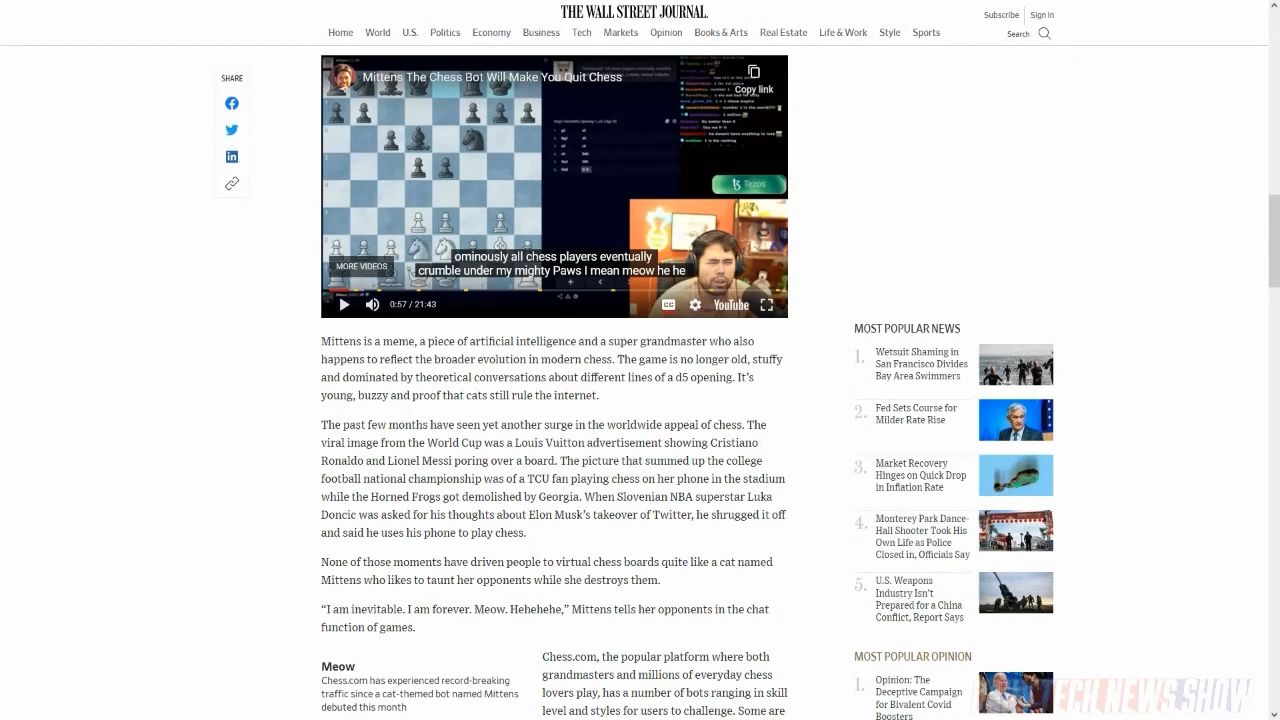 THE WALL STREET JOURNAL.
Subscribe
Sign In
Home World U.S. Politics Economy Business Tech Markets Opinion Books & Arts Real Estate Life & Work Style Sports
Search
SHARE
Mittens The Chess Bot Will Make You Quit Chess
Copy link
Tezos
MORE VIDEOS
ominously all chess players eventually
crumble under my mighty Paws I mean meow he he
0:57 / 21:43
CC
YouTube
Mittens is a meme, a piece of artificial intelligence and a super grandmaster who also
happens to reflect the broader evolution in modern chess. The game is no longer old, stuffy
and dominated by theoretical conversations about different lines of a d5 opening. It’s
young, buzzy and proof that cats still rule the internet.
The past few months have seen yet another surge in the worldwide appeal of chess. The
viral image from the World Cup was a Louis Vuitton advertisement showing Cristiano
Ronaldo and Lionel Messi poring over a board. The picture that summed up the college
football national championship was of a TCU fan playing chess on her phone in the stadium
while the Horned Frogs got demolished by Georgia. When Slovenian NBA superstar Luka
Doncic was asked for his thoughts about Elon Musk’s takeover of Twitter, he shrugged it off
and said he uses his phone to play chess.
None of those moments have driven people to virtual chess boards quite like a cat named
Mittens who likes to taunt her opponents while she destroys them.
“I am inevitable. I am forever. Meow. Hehehehe,” Mittens tells her opponents in the chat
function of games.
Meow
Chess.com has experienced record-breaking
traffic since a cat-themed bot named Mittens
debuted this month
Chess.com, the popular platform where both
grandmasters and millions of everyday chess
lovers play, has a number of bots ranging in skill
level and styles for users to challenge. Some are
MOST POPULAR NEWS
1.
Wetsuit Shaming in
San Francisco Divides
Bay Area Swimmers
2.
Fed Sets Course for
Milder Rate Rise
3.
Market Recovery
Hinges on Quick Drop
in Inflation Rate
4.
Monterey Park Dance-
Hall Shooter Took His
Own Life as Police
Closed in, Officials Say
5.
U.S. Weapons
Industry Isn’t
Prepared for a China
Conflict, Report Says
MOST POPULAR OPINION
1.
Opinion: The
Deceptive Campaign
for Bivalent Covid
Boosters
TECH NEWS SHOW